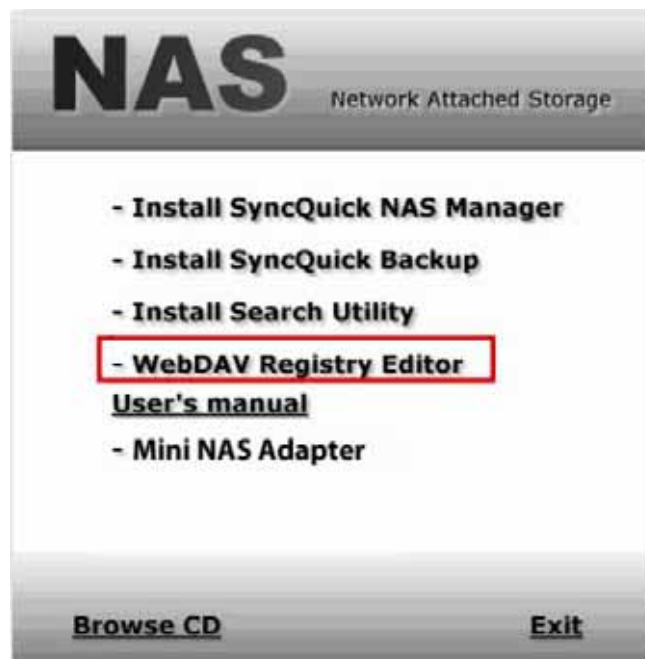 NAS Network Attached Storage
- Install SyncQuick NAS Manager
- Install SyncQuick Backup
- Install Search Utility
- WebDAV Registry Editor
User's manual
- Mini NAS Adapter
Browse CD Exit